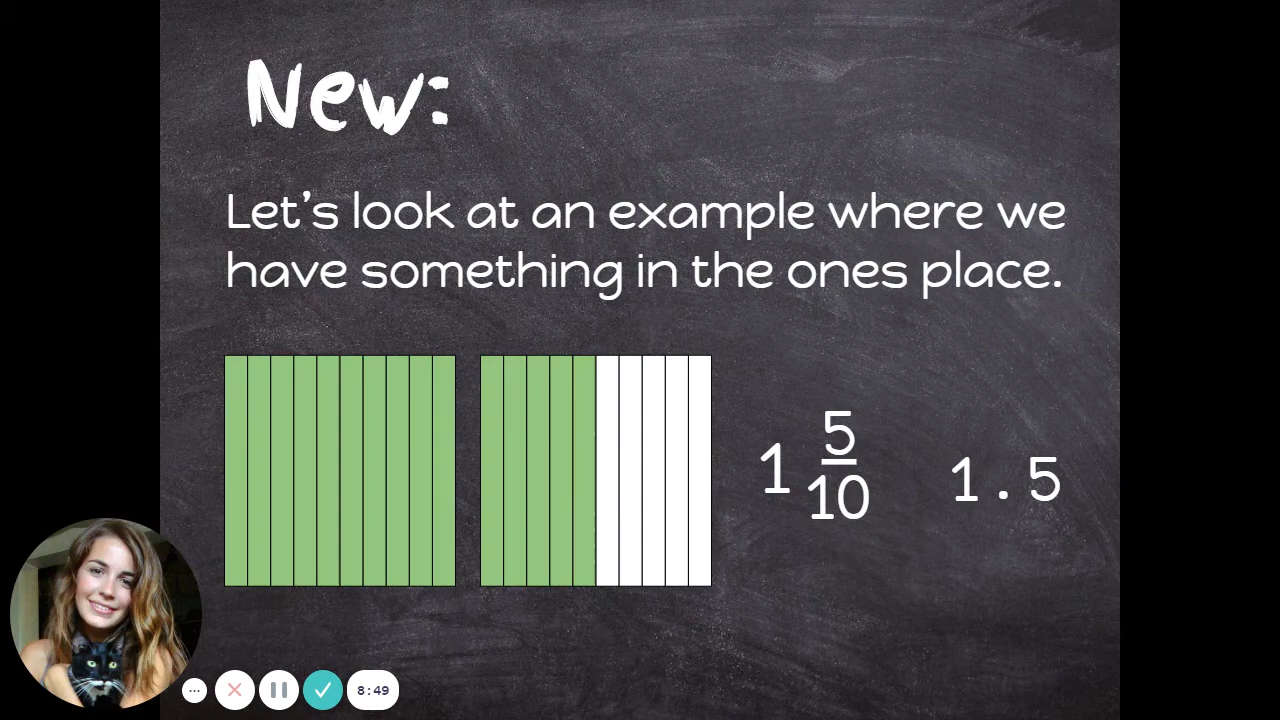 New:
Let's look at an example where we
have something in the ones place.
1 5/10 1.5
8:49